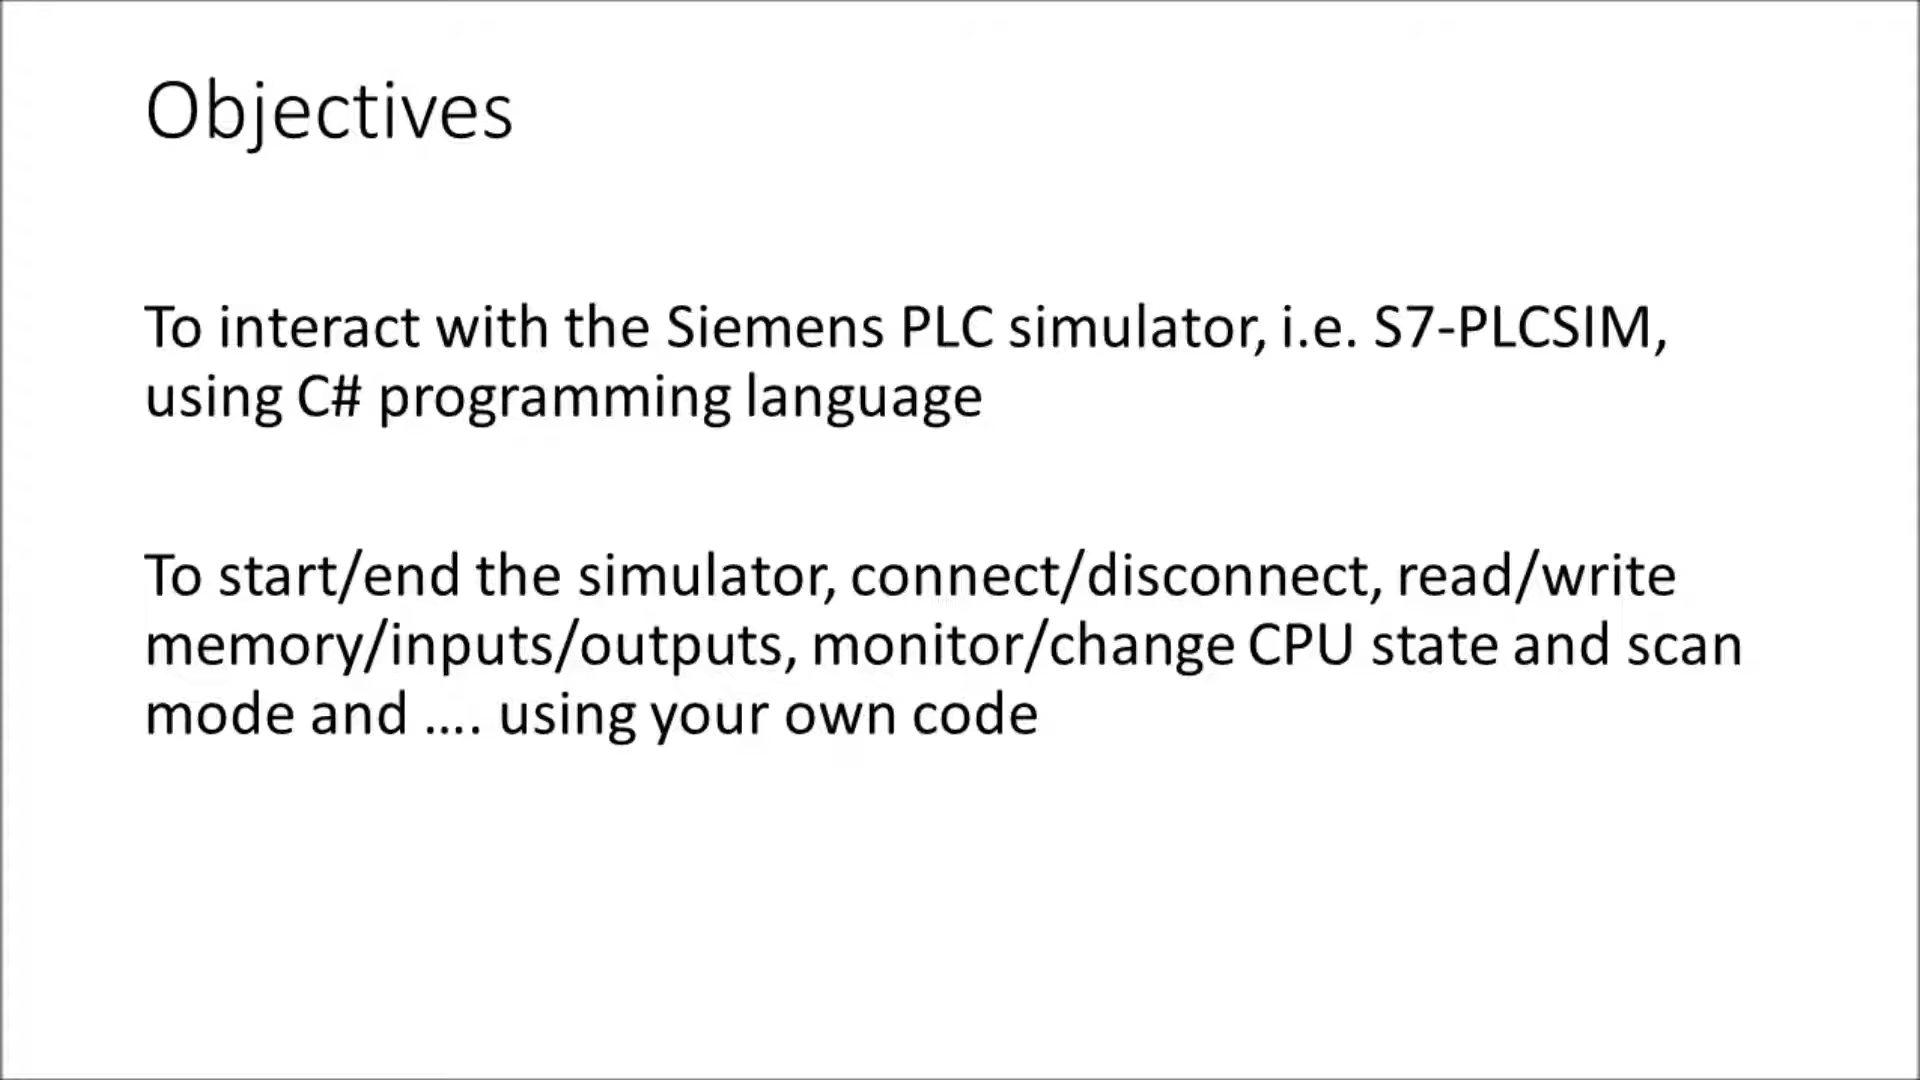 Objectives
To interact with the Siemens PLC simulator, i.e. S7-PLCSIM,
using C# programming language
To start/end the simulator, connect/disconnect, read/write
memory/inputs/outputs, monitor/change CPU state and scan
mode and .... using your own code